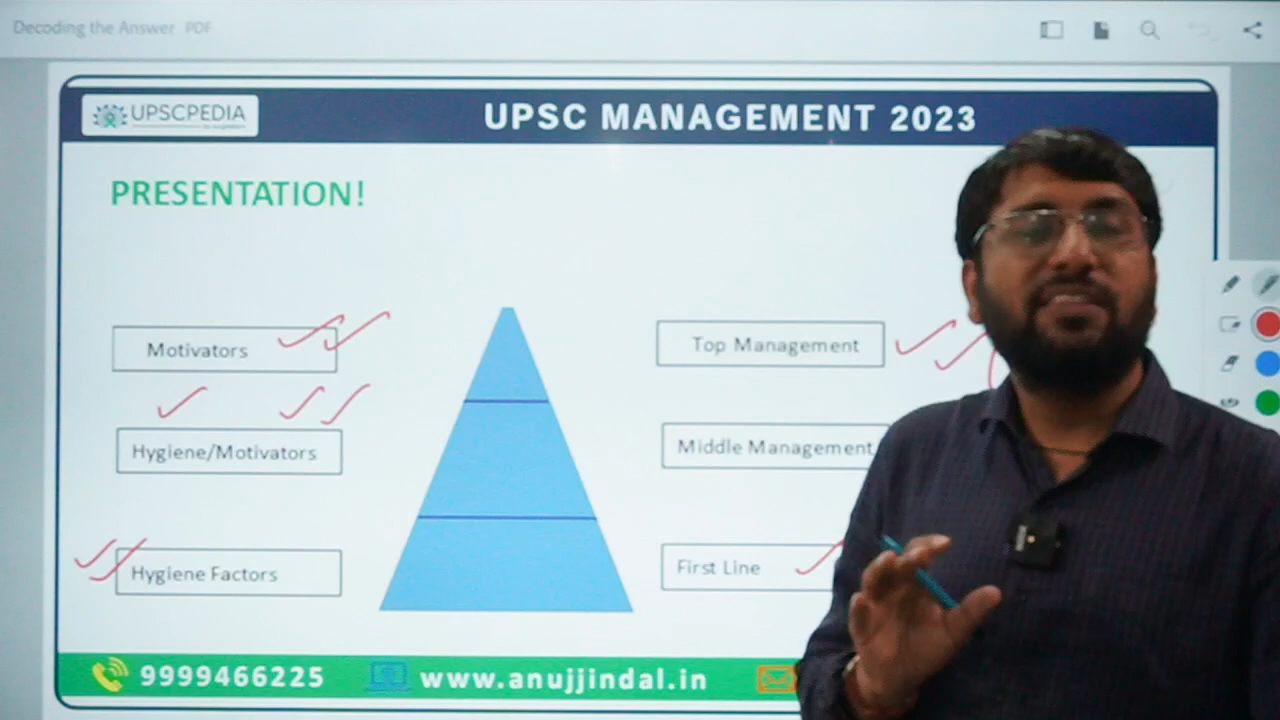 Decoding the Answer PDF
UPSCPEDIA
UPSC MANAGEMENT 2023
PRESENTATION!
Motivators
Top Management
Hygiene/Motivators
Middle Management
Hygiene Factors
First Line
9999466225
www.anujjindal.in